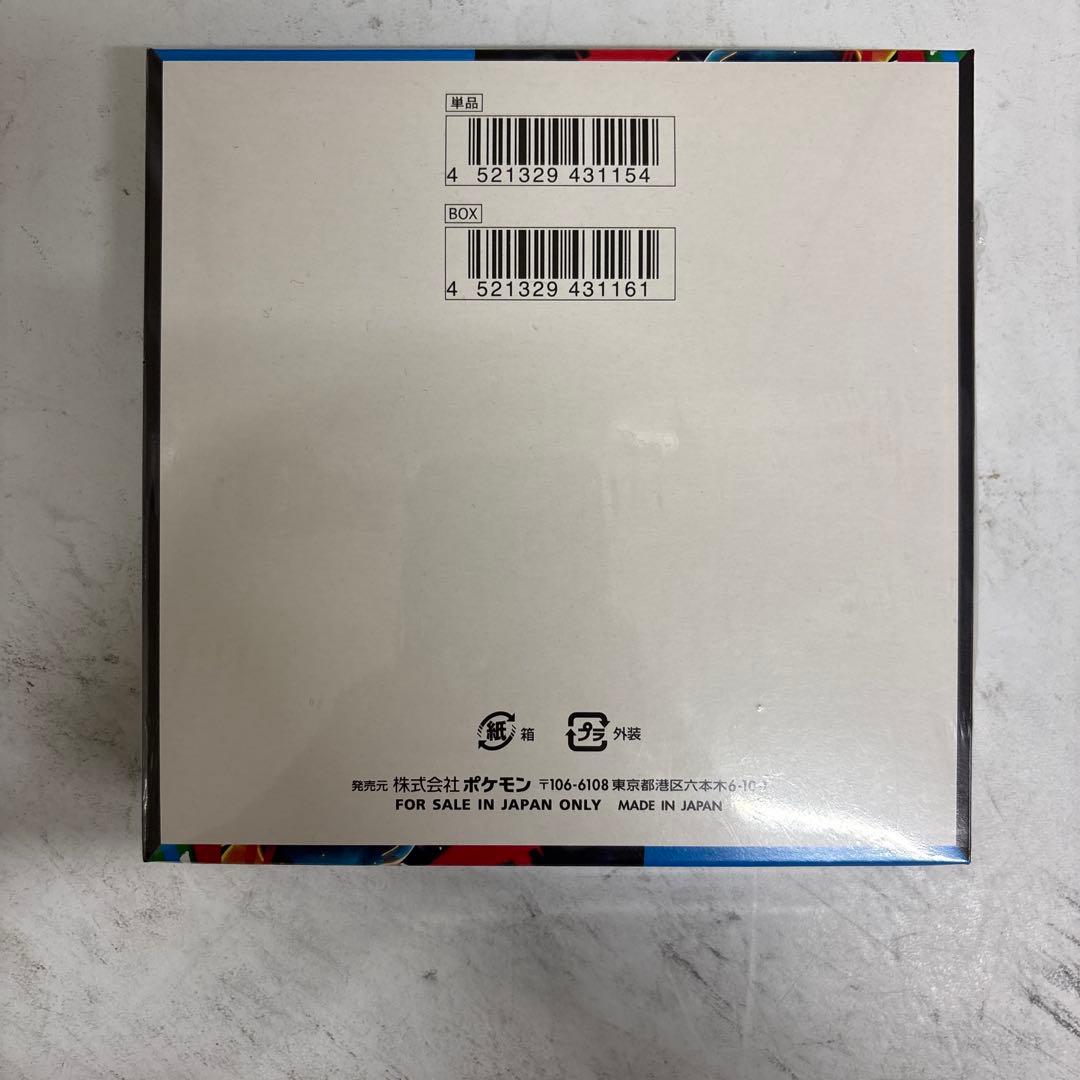 単品
4 521329 431154
BOX
4 521329 431161
紙 箱 プラ 外装
発売元 株式会社ポケモン 〒106-6108 東京都港区六本木6-10-1
FOR SALE IN JAPAN ONLY MADE IN JAPAN